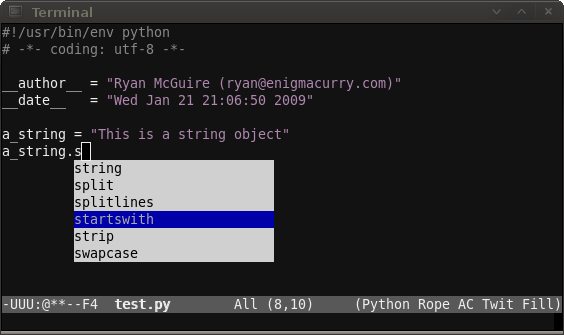 Terminal
#!/usr/bin/env python
# -*- coding: utf-8 -*-
__author__ = "Ryan McGuire (ryan@enigmacurry.com)"
__date__   = "Wed Jan 21 21:06:50 2009"
a_string = "This is a string object"
a_string.s
string
split
splitlines
startswith
strip
swapcase
-UUU:@**--F4  test.py        All (8,10)     (Python Rope AC Twit Fill)